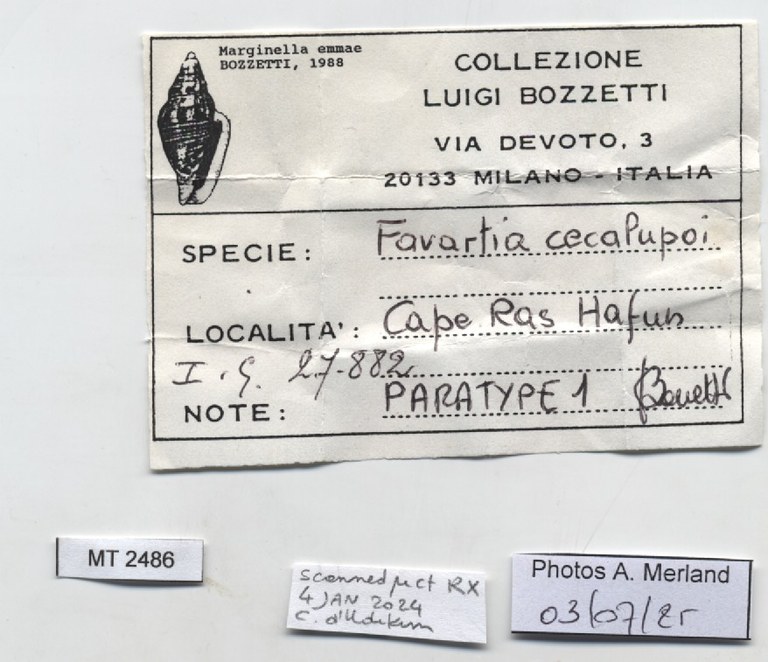 Marginella emmae
BOZZETTI, 1988
COLLEZIONE
LUIGI BOZZETTI
VIA DEVOTO, 3
20133 MILANO - ITALIA
SPECIE: Favartia cecalupoi
LOCALITA': Cape Ras Hafun
I.G. 27.882
NOTE: PARATYPE 1
MT 2486
scanned µct RX
4 JAN 2024
C. d'Udekem
Photos A. Merland
03/07/25